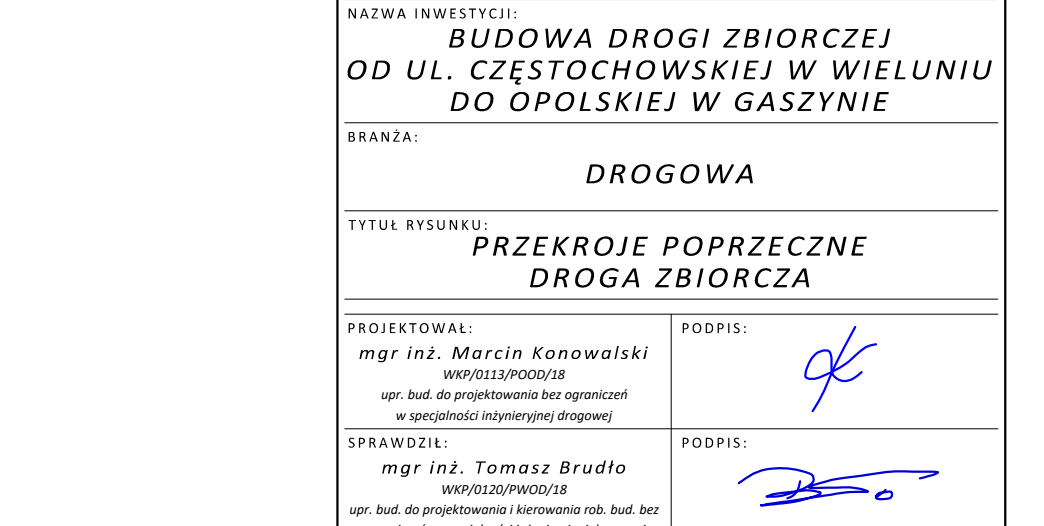 NAZWA INWESTYCJI:
BUDOWA DROGI ZBIORCZEJ
OD UL. CZĘSTOCHOWSKIEJ W WIELUNIU
DO OPOLSKIEJ W GASZYNIE
BRANŻA:
DROGOWA
TYTUŁ RYSUNKU:
PRZEKROJE POPRZECZNE
DROGA ZBIORCZA
PROJEKTOWAŁ:
mgr inż. Marcin Konowalski
WKP/0113/POOD/18
upr. bud. do projektowania bez ograniczeń
w specjalności inżynieryjnej drogowej
PODPIS:
SPRAWDZIŁ:
mgr inż. Tomasz Brudło
WKP/0120/PWOD/18
upr. bud. do projektowania i kierowania rob. bud. bez
PODPIS: